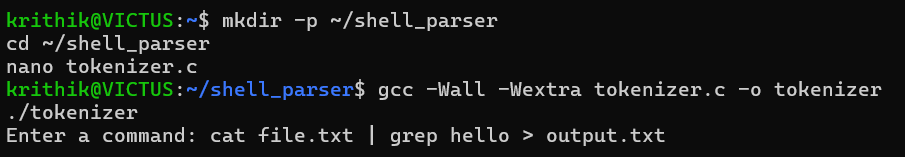 krithik@VICTUS:~$ mkdir -p ~/shell_parser
cd ~/shell_parser
nano tokenizer.c
krithik@VICTUS:~/shell_parser$ gcc -Wall -Wextra tokenizer.c -o tokenizer
./tokenizer
Enter a command: cat file.txt | grep hello > output.txt